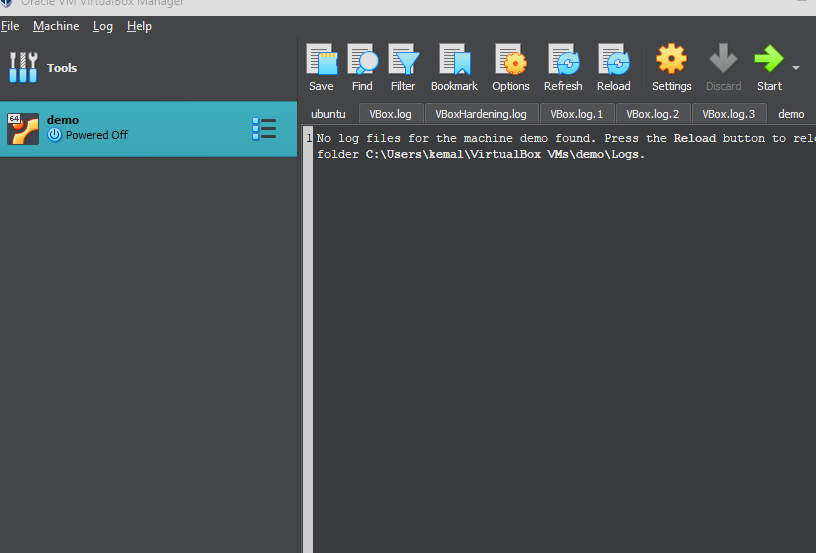 Oracle VM VirtualBox Manager
File Machine Log Help
Tools
Save Find Filter Bookmark Options Refresh Reload Settings Discard Start
64
demo
Powered Off
ubuntu VBox.log VBoxHardening.log VBox.log.1 VBox.log.2 VBox.log.3 demo
1 No log files for the machine demo found. Press the Reload button to relo
folder C:\Users\kemal\VirtualBox VMs\demo\Logs.